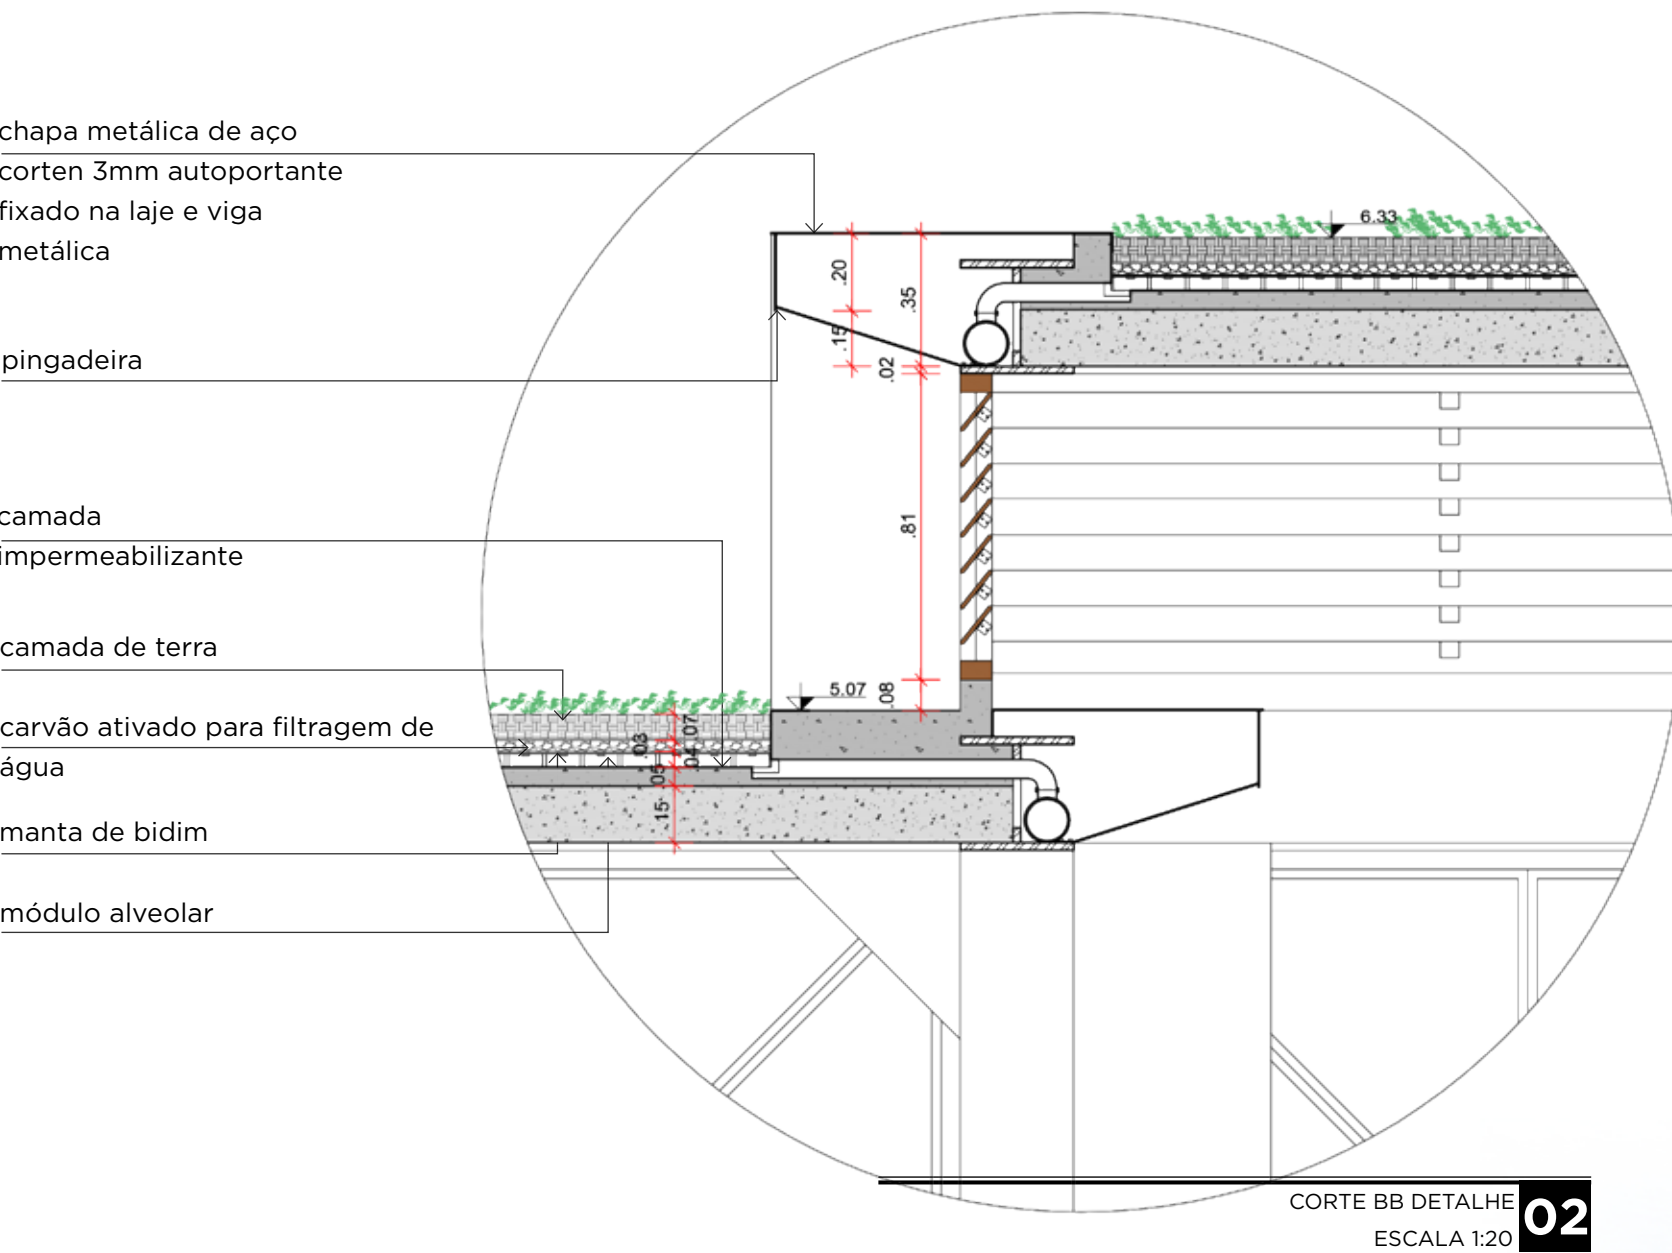 chapa metálica de aço
corten 3mm autoportante
fixado na laje e viga
metálica
pingadeira
camada
impermeabilizante
camada de terra
carvão ativado para filtragem de
água
manta de bidim
módulo alveolar
6.33
.20
.35
.15
.02
.81
5.07
.08
.07
.03
.04
.05
.15
CORTE BB DETALHE
ESCALA 1:20
02